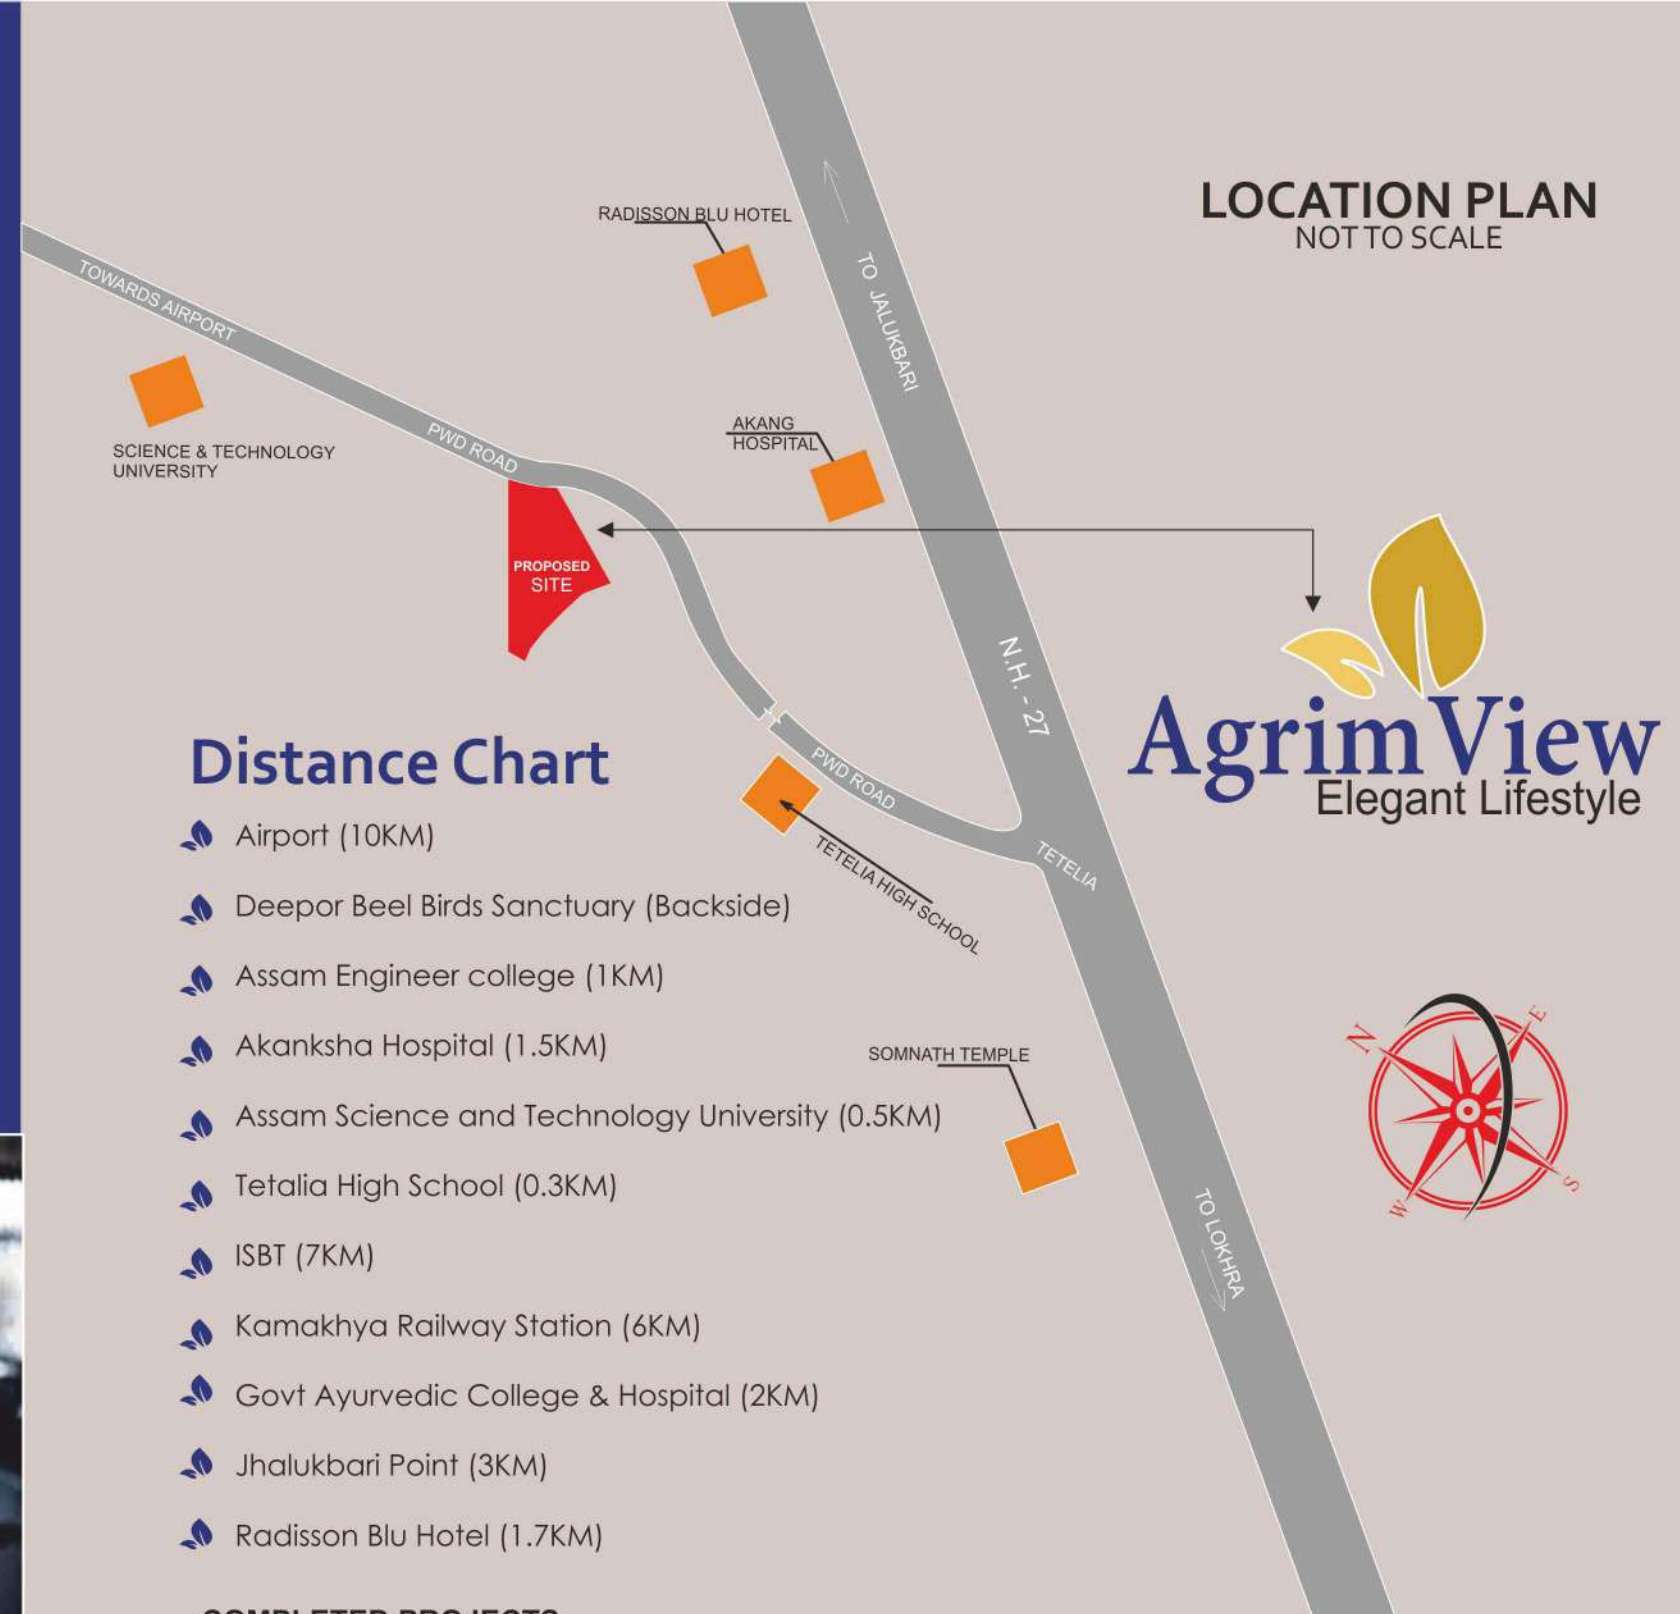 LOCATION PLAN
NOT TO SCALE
RADISSON BLU HOTEL
TO JALUKBARI
TOWARDS AIRPORT
SCIENCE & TECHNOLOGY
UNIVERSITY
PWD ROAD
AKANG
HOSPITAL
PROPOSED
SITE
N.H. - 27
AgrimView
Elegant Lifestyle
PWD ROAD
TETELIA
TETELIA HIGH SCHOOL
SOMNATH TEMPLE
TO LOKHRA
N
E
W
S
Distance Chart
Airport (10KM)
Deepor Beel Birds Sanctuary (Backside)
Assam Engineer college (1KM)
Akanksha Hospital (1.5KM)
Assam Science and Technology University (0.5KM)
Tetalia High School (0.3KM)
ISBT (7KM)
Kamakhya Railway Station (6KM)
Govt Ayurvedic College & Hospital (2KM)
Jhalukbari Point (3KM)
Radisson Blu Hotel (1.7KM)
COMPLETED PROJECTS